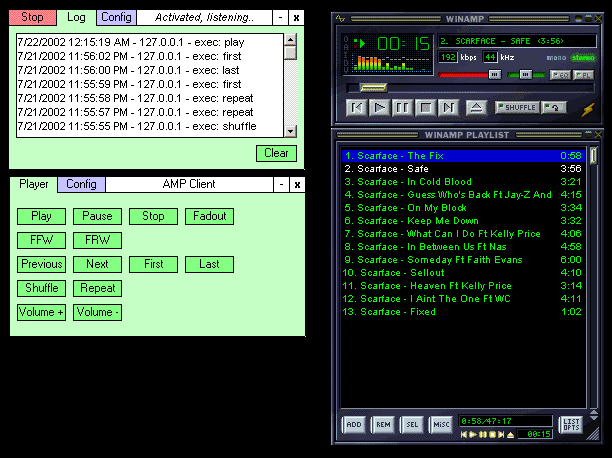 Stop Log Config Activated, listening.. - x
7/22/2002 12:15:19 AM - 127.0.0.1 - exec: play
7/21/2002 11:56:02 PM - 127.0.0.1 - exec: first
7/21/2002 11:56:00 PM - 127.0.0.1 - exec: last
7/21/2002 11:55:59 PM - 127.0.0.1 - exec: first
7/21/2002 11:55:58 PM - 127.0.0.1 - exec: repeat
7/21/2002 11:55:57 PM - 127.0.0.1 - exec: repeat
7/21/2002 11:55:55 PM - 127.0.0.1 - exec: shuffle
Clear
Player Config AMP Client - x
Play Pause Stop Fadout
FFW FRW
Previous Next First Last
Shuffle Repeat
Volume + Volume -
WINAMP
OAIDV
00:15
2. SCARFACE - SAFE <3:56>
192 kbps 44 kHz mono stereo
EQ PL
SHUFFLE
WINAMP PLAYLIST
1. Scarface - The Fix 0:58
2. Scarface - Safe 3:56
3. Scarface - In Cold Blood 3:21
4. Scarface - Guess Who's Back Ft Jay-Z And 4:15
5. Scarface - On My Block 3:34
6. Scarface - Keep Me Down 3:32
7. Scarface - What Can I Do Ft Kelly Price 4:06
8. Scarface - In Between Us Ft Nas 4:58
9. Scarface - Someday Ft Faith Evans 6:00
10. Scarface - Sellout 4:10
11. Scarface - Heaven Ft Kelly Price 3:14
12. Scarface - I Aint The One Ft WC 4:11
13. Scarface - Fixed 1:02
ADD REM SEL MISC
0:58/47:17
00:15
LIST OPTS